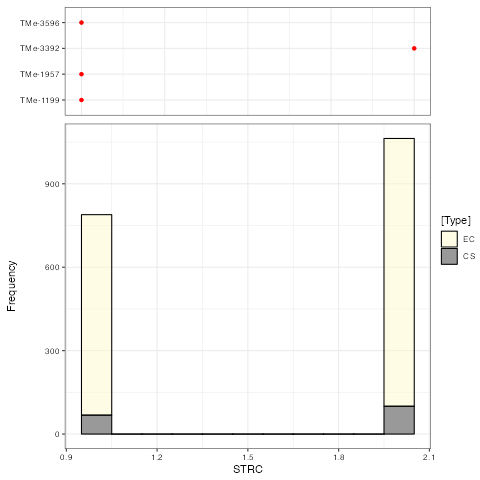 TMe-3596
TMe-3392
TMe-1957
TMe-1199
900
600
300
0
Frequency
0.9 1.2 1.5 1.8 2.1
STRC
[Type]
EC
CS